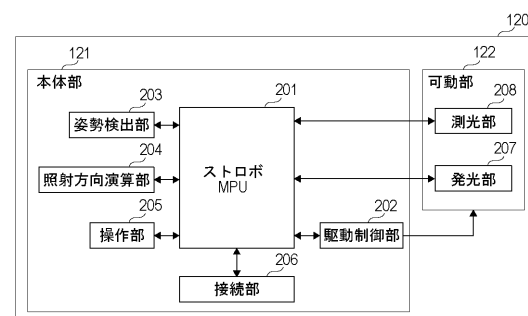 120
121
本体部
122
可動部
203
姿勢検出部
201
ストロボ
MPU
208
測光部
204
照射方向演算部
207
発光部
205
操作部
202
駆動制御部
206
接続部